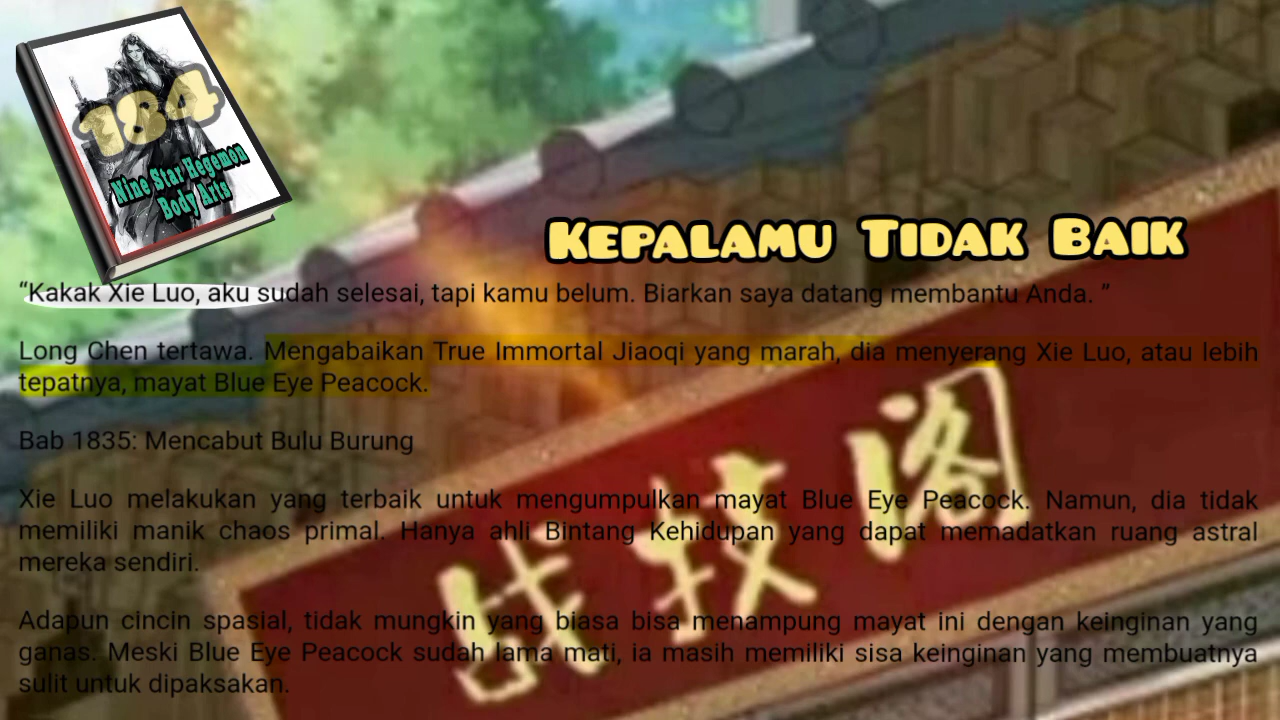 184
Nine Star Hegemon
Body Arts
KEPALAMU TIDAK BAIK
“Kakak Xie Luo, aku sudah selesai, tapi kamu belum. Biarkan saya datang membantu Anda. ”
Long Chen tertawa. Mengabaikan True Immortal Jiaoqi yang marah, dia menyerang Xie Luo, atau lebih
tepatnya, mayat Blue Eye Peacock.
Bab 1835: Mencabut Bulu Burung
Xie Luo melakukan yang terbaik untuk mengumpulkan mayat Blue Eye Peacock. Namun, dia tidak
memiliki manik chaos primal. Hanya ahli Bintang Kehidupan yang dapat memadatkan ruang astral
mereka sendiri.
Adapun cincin spasial, tidak mungkin yang biasa bisa menampung mayat ini dengan keinginan yang
ganas. Meski Blue Eye Peacock sudah lama mati, ia masih memiliki sisa keinginan yang membuatnya
sulit untuk dipaksakan.
战技阁